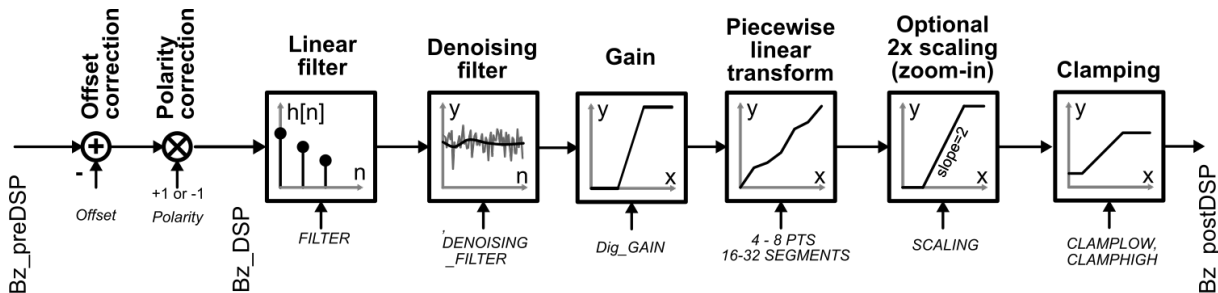 Offset
correction
Polarity
correction
Linear
filter
Denoising
filter
Gain
Piecewise
linear
transform
Optional
2x scaling
(zoom-in)
Clamping
h[n]
n
y
n
y
x
y
x
y
slope=2
x
y
x
+
-
+1 or -1
Offset
Polarity
FILTER
'DENOISING
_FILTER
Dig_GAIN
4 - 8 PTS
16-32 SEGMENTS
SCALING
CLAMPLOW,
CLAMPHIGH
Bz_preDSP
Bz_DSP
Bz_postDSP